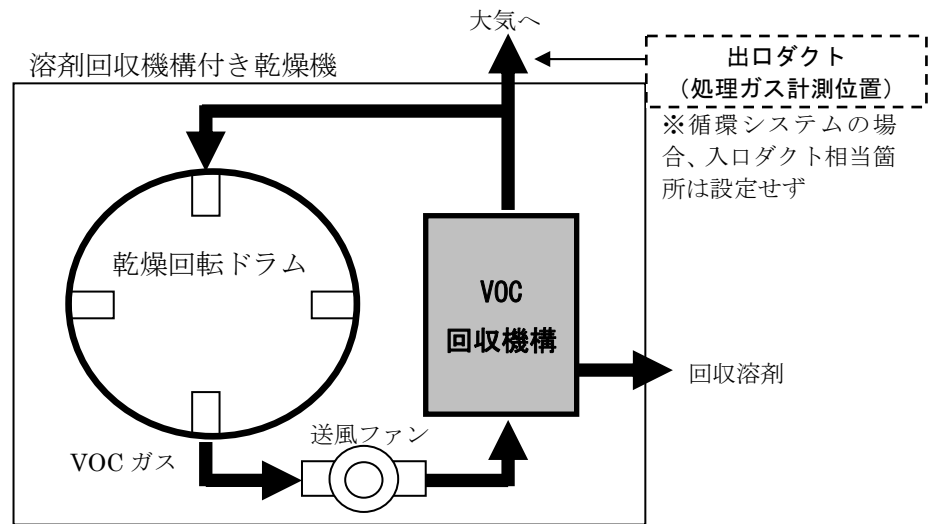 大気へ
溶剤回収機構付き乾燥機
出口ダクト
（処理ガス計測位置）
※循環システムの場
合、入口ダクト相当箇
所は設定せず
乾燥回転ドラム
VOC
回収機構
回収溶剤
送風ファン
VOC ガス